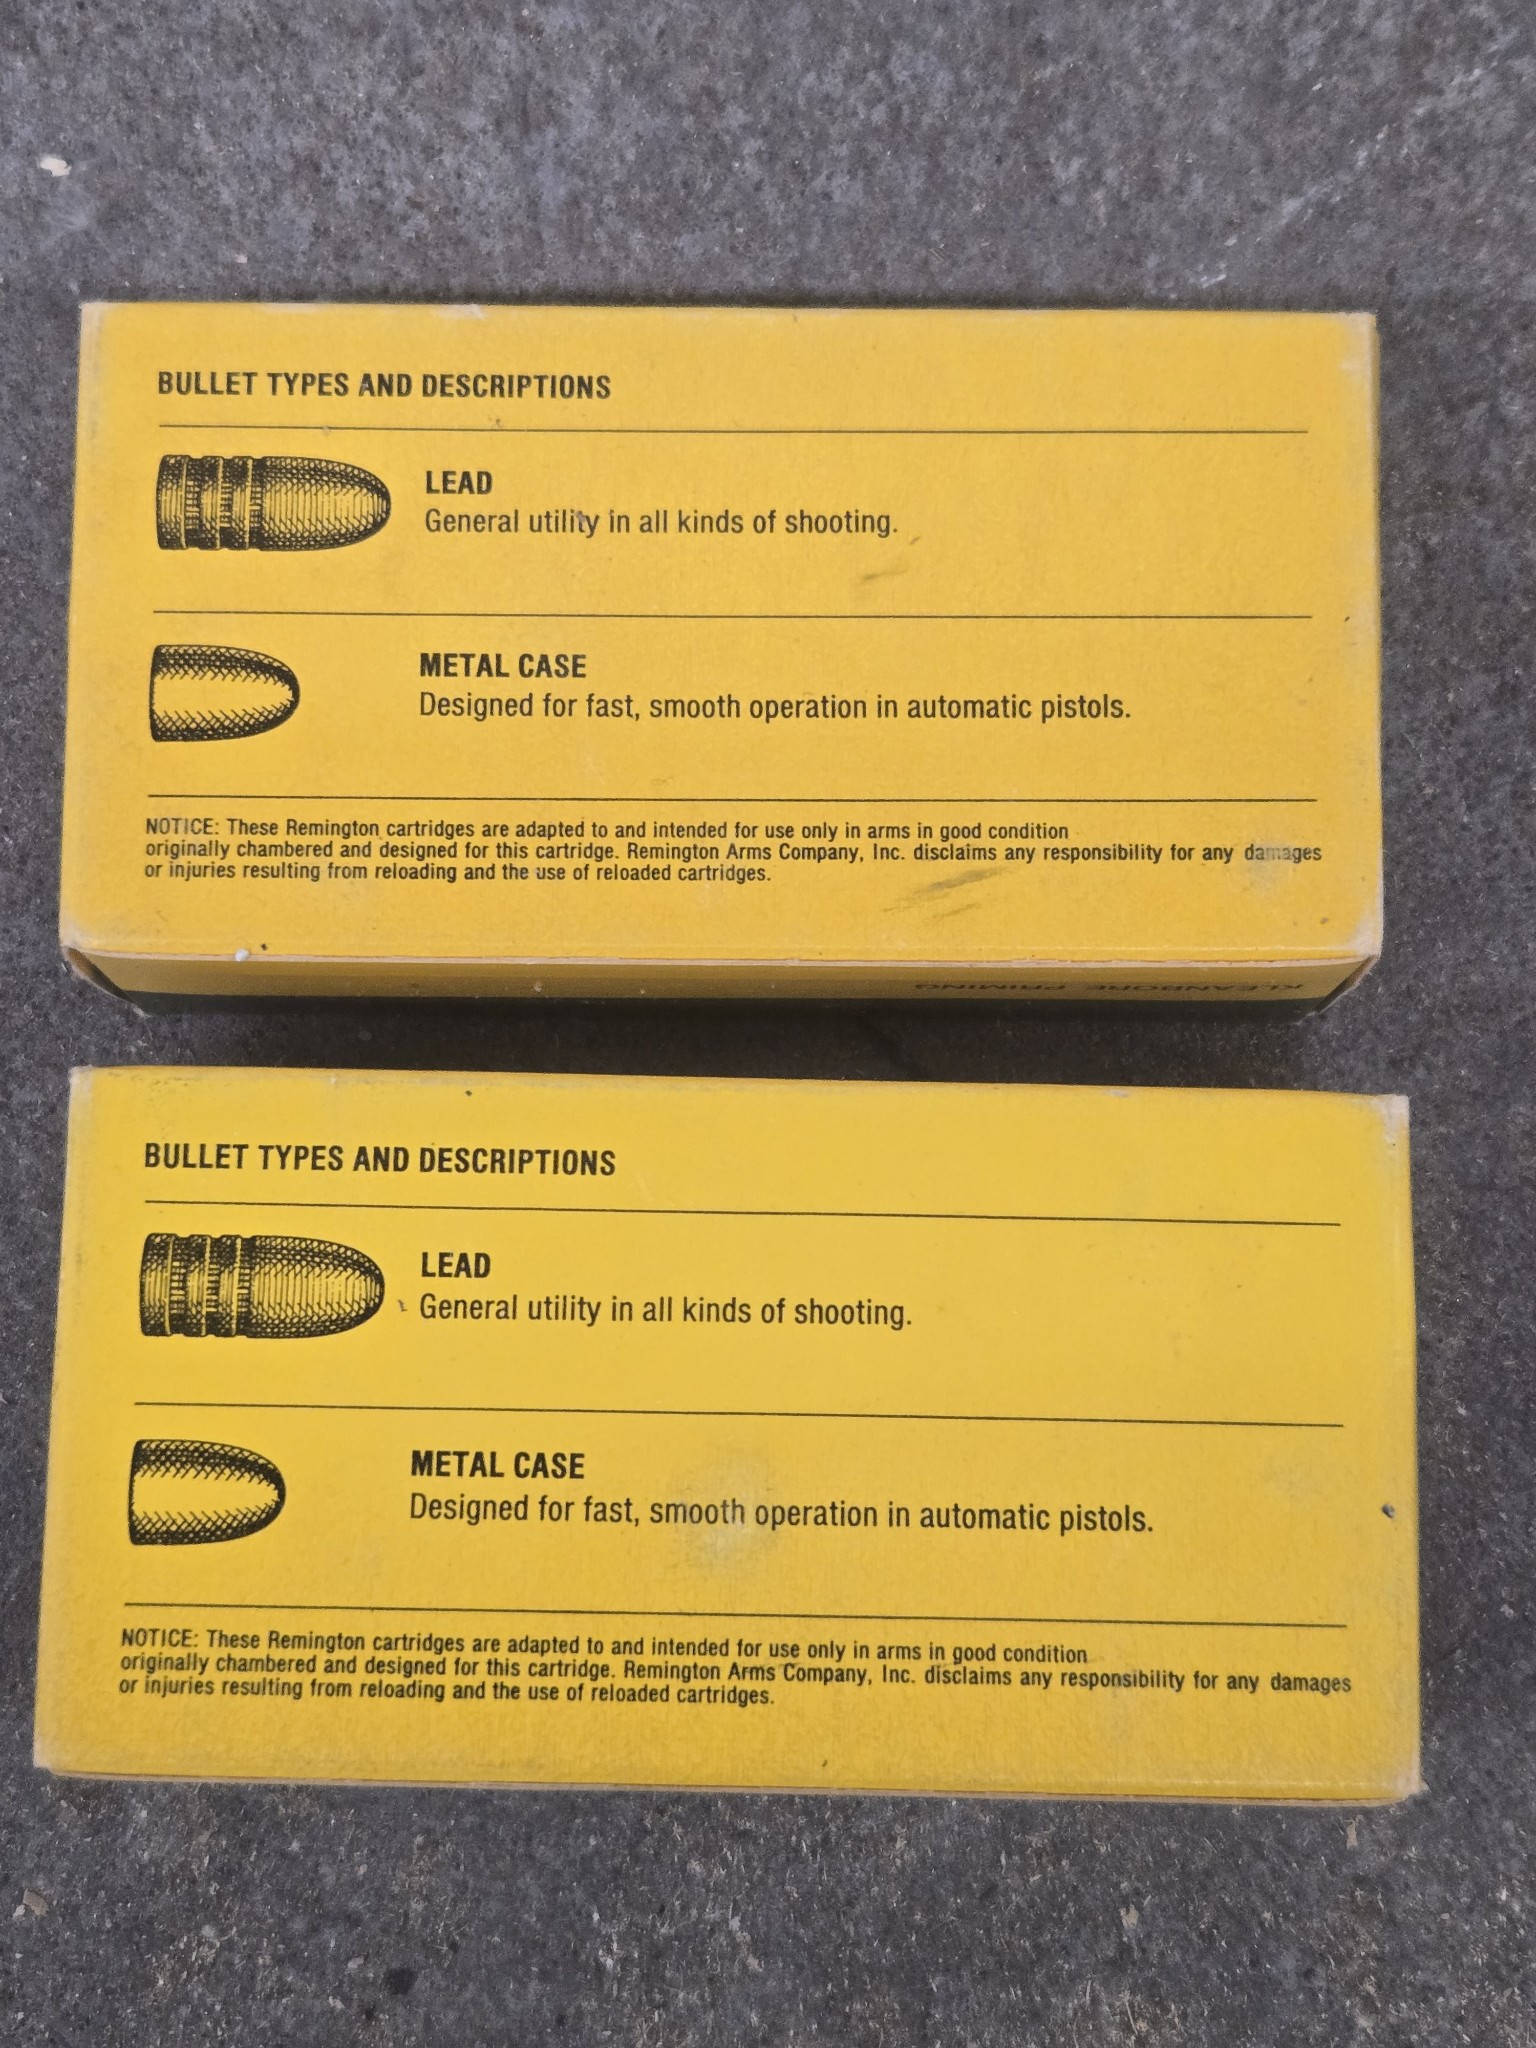 BULLET TYPES AND DESCRIPTIONS
LEAD
General utility in all kinds of shooting.
METAL CASE
Designed for fast, smooth operation in automatic pistols.
NOTICE: These Remington cartridges are adapted to and intended for use only in arms in good condition
originally chambered and designed for this cartridge. Remington Arms Company, Inc. disclaims any responsibility for any damages
or injuries resulting from reloading and the use of reloaded cartridges.
KLEANBORE PRIMING
BULLET TYPES AND DESCRIPTIONS
LEAD
General utility in all kinds of shooting.
METAL CASE
Designed for fast, smooth operation in automatic pistols.
NOTICE: These Remington cartridges are adapted to and intended for use only in arms in good condition
originally chambered and designed for this cartridge. Remington Arms Company, Inc. disclaims any responsibility for any damages
or injuries resulting from reloading and the use of reloaded cartridges.